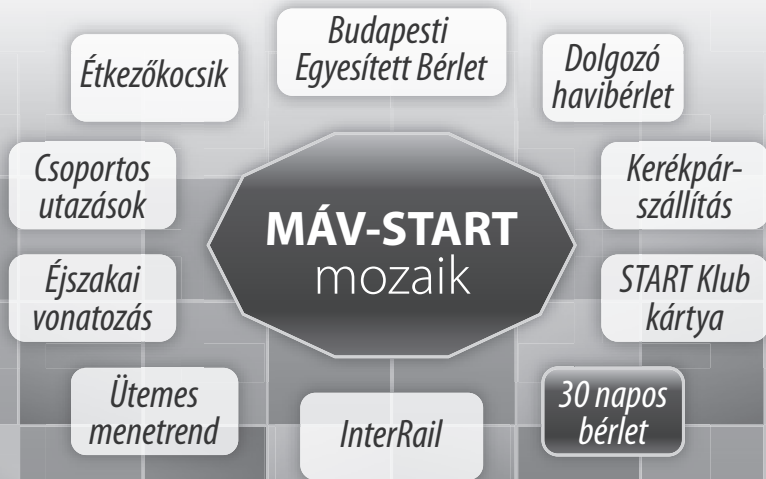 Budapesti
Egyesített Bérlet
Étkezőkocsik
Dolgozó
havibérlet
Csoportos
utazások
Kerékpár-
szállítás
MÁV-START
mozaik
Éjszakai
vonatozás
START Klub
kártya
Ütemes
menetrend
InterRail
30 napos
bérlet